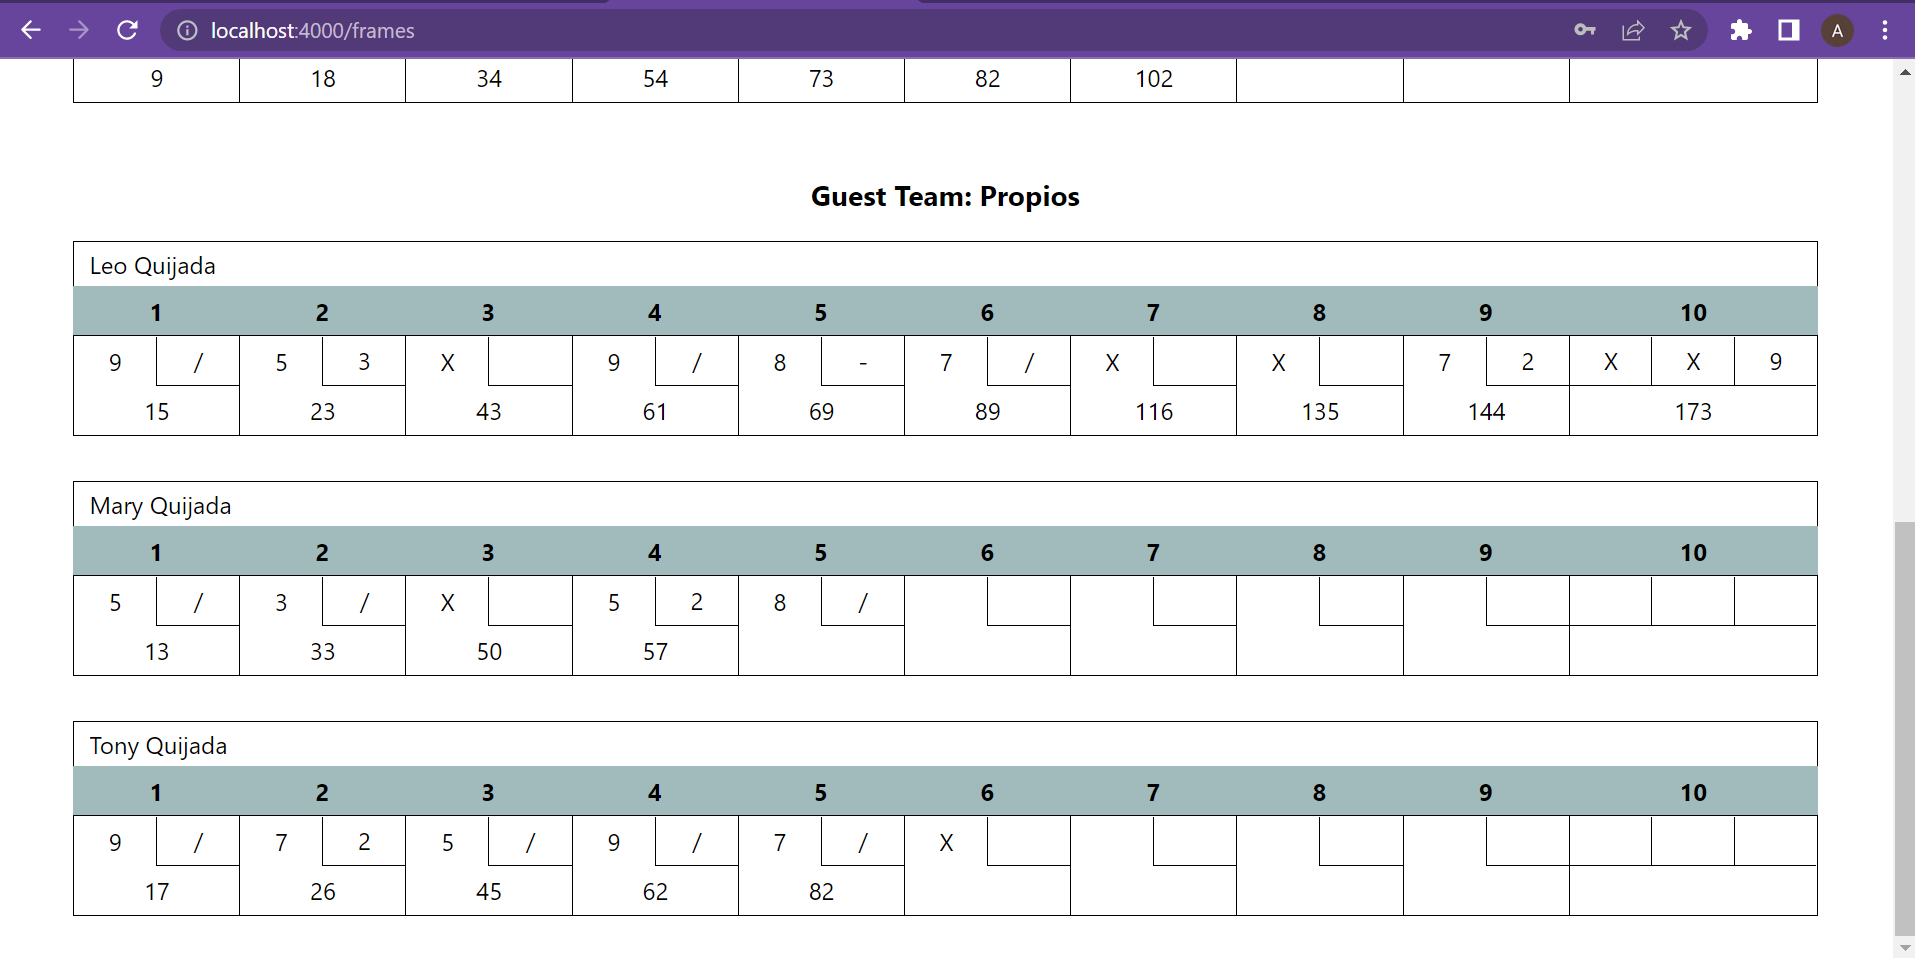 localhost:4000/frames
A
9 18 34 54 73 82 102
Guest Team: Propios
Leo Quijada
1 2 3 4 5 6 7 8 9 10
9 / 5 3 X 9 / 8 - 7 / X X 7 2 X X 9
15 23 43 61 69 89 116 135 144 173
Mary Quijada
1 2 3 4 5 6 7 8 9 10
5 / 3 / X 5 2 8 /
13 33 50 57
Tony Quijada
1 2 3 4 5 6 7 8 9 10
9 / 7 2 5 / 9 / 7 / X
17 26 45 62 82